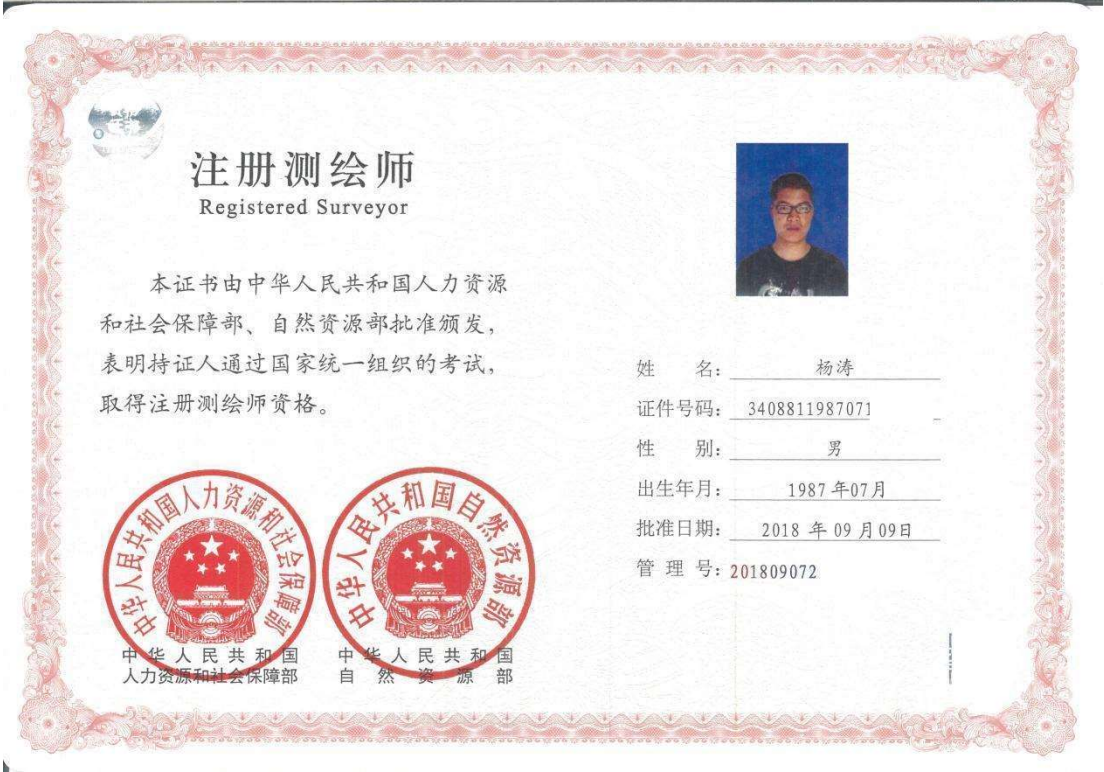 注册测绘师
Registered Surveyor
本证书由中华人民共和国人力资源
和社会保障部、自然资源部批准颁发，
表明持证人通过国家统一组织的考试，
取得注册测绘师资格。
中华人民共和国人力资源和社会保障部
中华人民共和国自然资源部
中华人民共和国
人力资源和社会保障部
中华人民共和国
自然资源部
姓名：杨涛
证件号码：3408811987071
性别：男
出生年月：1987年07月
批准日期：2018年09月09日
管理号：201809072